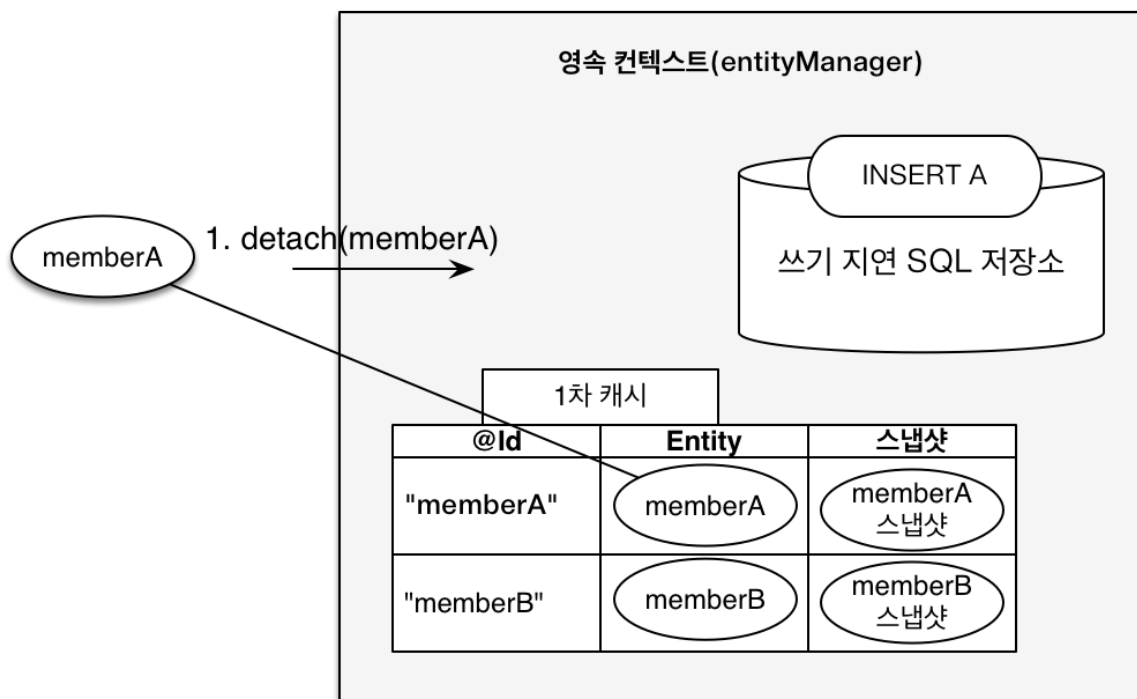 영속 컨텍스트(entityManager)
INSERT A
쓰기 지연 SQL 저장소
memberA
1. detach(memberA)
1차 캐시
@Id Entity 스냅샷
"memberA" memberA memberA
스냅샷
"memberB" memberB memberB
스냅샷